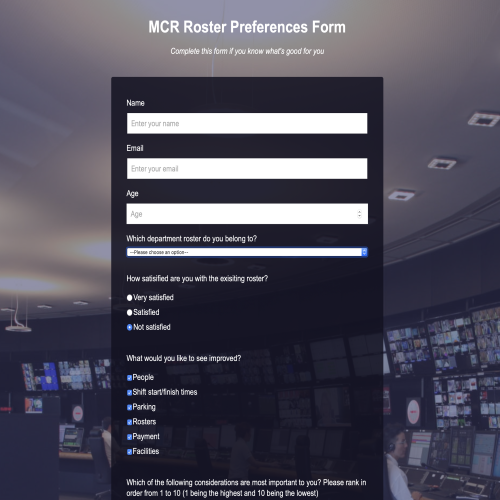 MCR Roster Preferences Form
Complete this form if you know what's good for you
Name
Enter your name
Email
Enter your email
Age
Age
Which department roster do you belong to?
---Please choose an option---
How satisified are you with the exisiting roster?
Very satisfied
Satisfied
Not satisfied
What would you like to see improved?
People
Shift start/finish times
Parking
Rosters
Payment
Facilities
Which of the following considerations are most important to you? Please rank in
order from 1 to 10 (1 being the highest and 10 being the lowest)